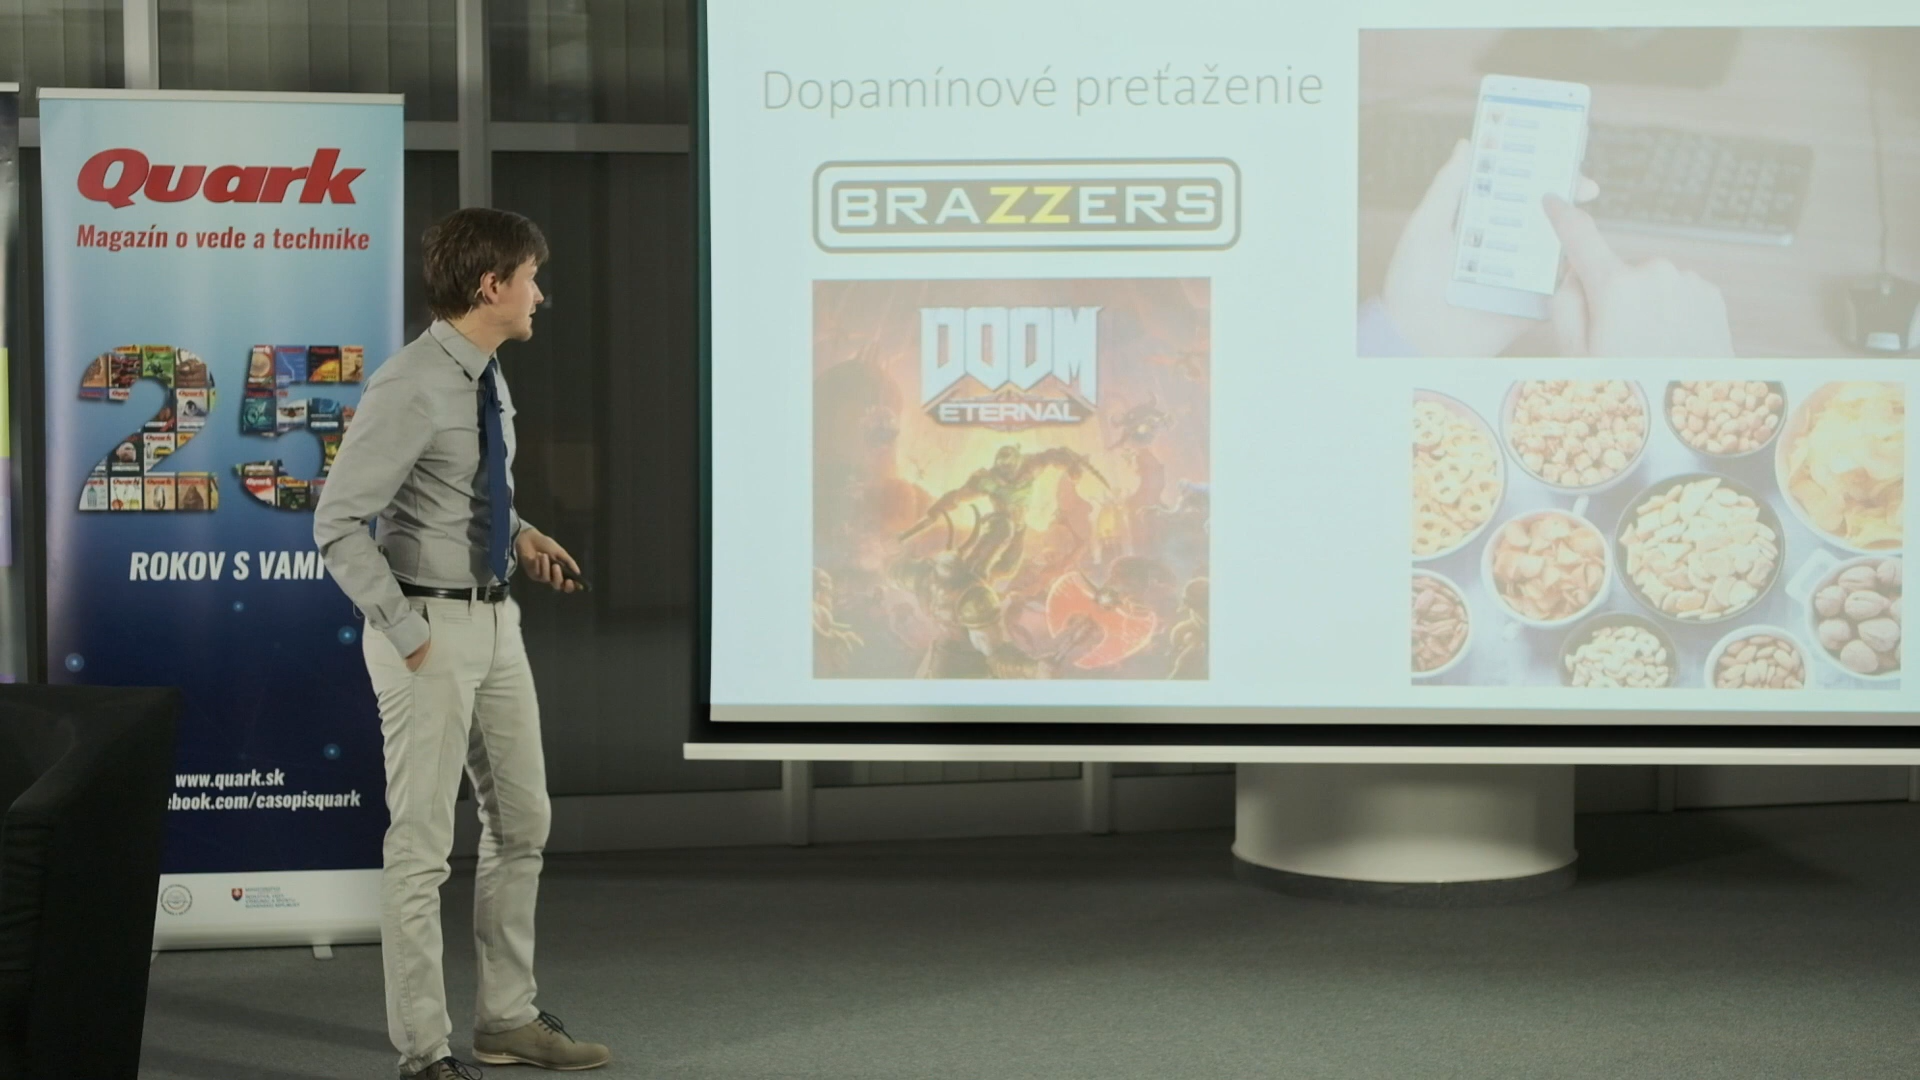 Quark
Magazín o vede a technike
25
ROKOV S VAMI
www.quark.sk
ebook.com/casopisquark
Dopamínové preťaženie
BRAZZERS
DOOM
ETERNAL